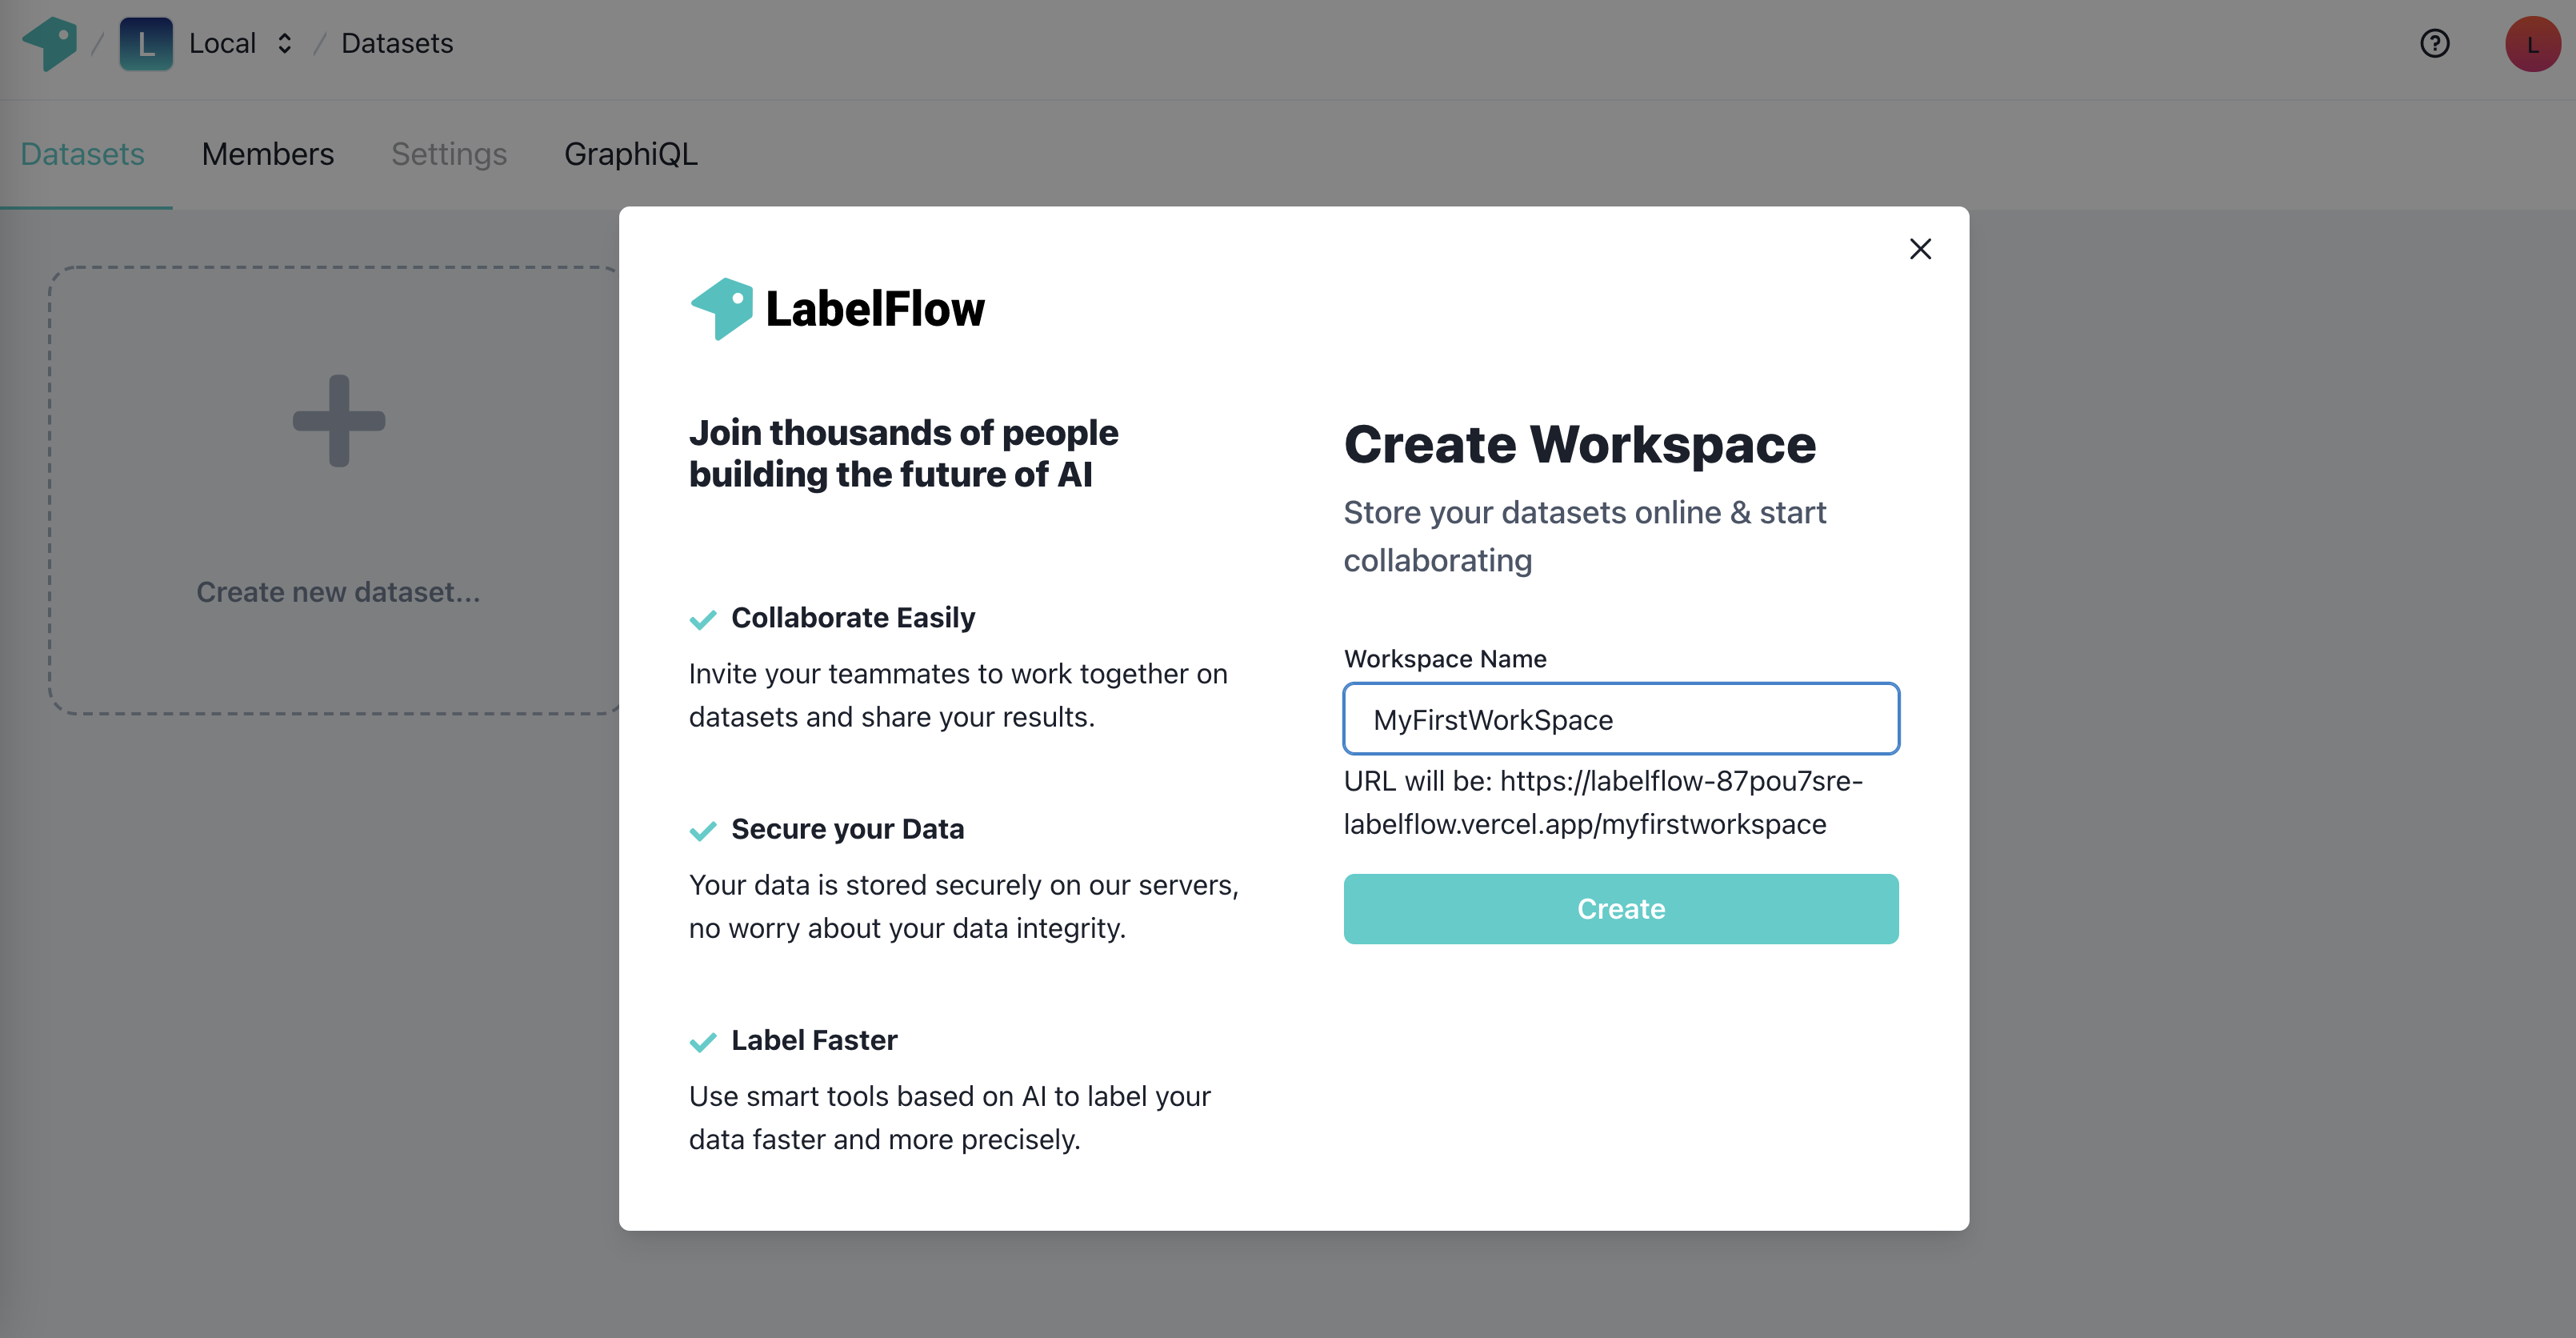 / L Local / Datasets
L
Datasets Members Settings GraphiQL
Create new dataset...
LabelFlow
Join thousands of people
building the future of AI
Collaborate Easily
Invite your teammates to work together on
datasets and share your results.
Secure your Data
Your data is stored securely on our servers,
no worry about your data integrity.
Label Faster
Use smart tools based on AI to label your
data faster and more precisely.
Create Workspace
Store your datasets online & start
collaborating
Workspace Name
MyFirstWorkSpace
URL will be: https://labelflow-87pou7sre-
labelflow.vercel.app/myfirstworkspace
Create